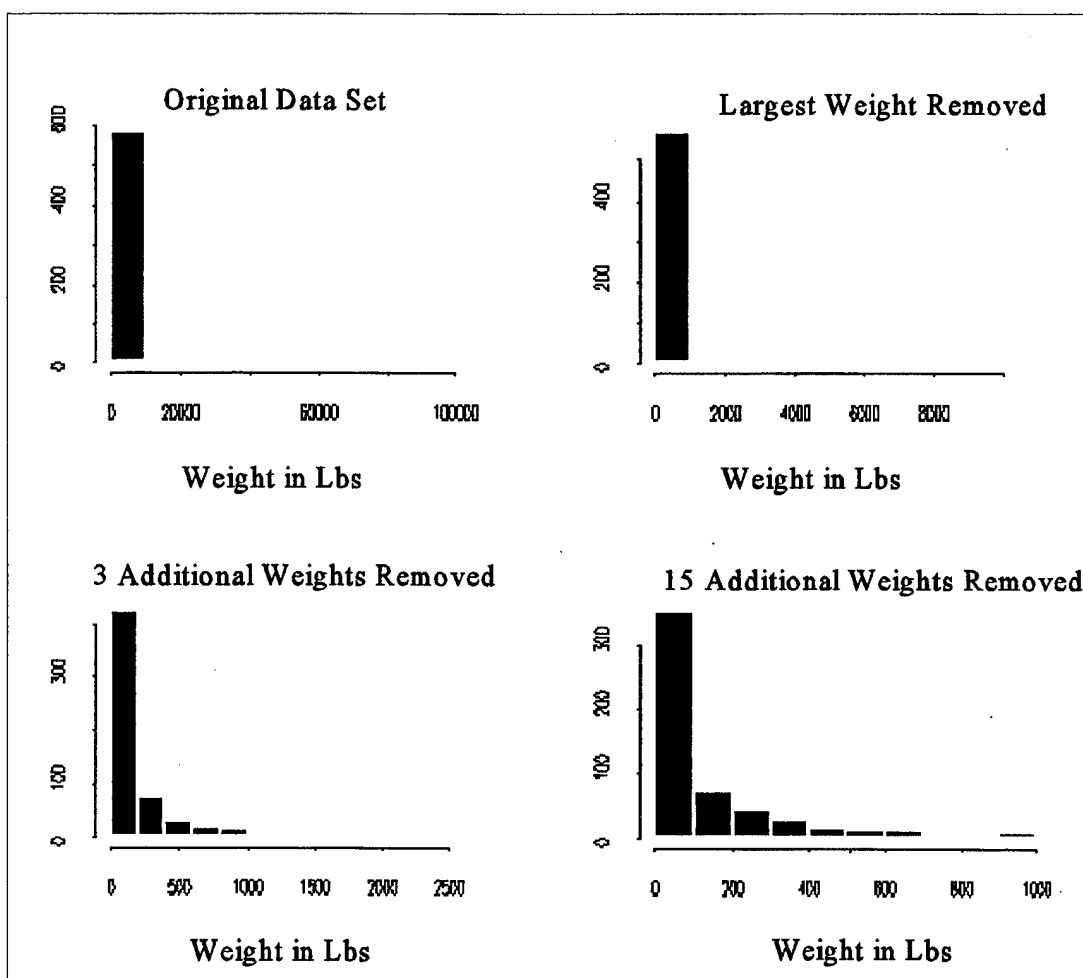 Original Data Set
600
400
200
0
0 20000 60000 100000
Weight in Lbs
Largest Weight Removed
400
200
0
0 2000 4000 6000 8000
Weight in Lbs
3 Additional Weights Removed
300
100
0
0 500 1000 1500 2000 2500
Weight in Lbs
15 Additional Weights Removed
300
200
100
0
0 200 400 600 800 1000
Weight in Lbs